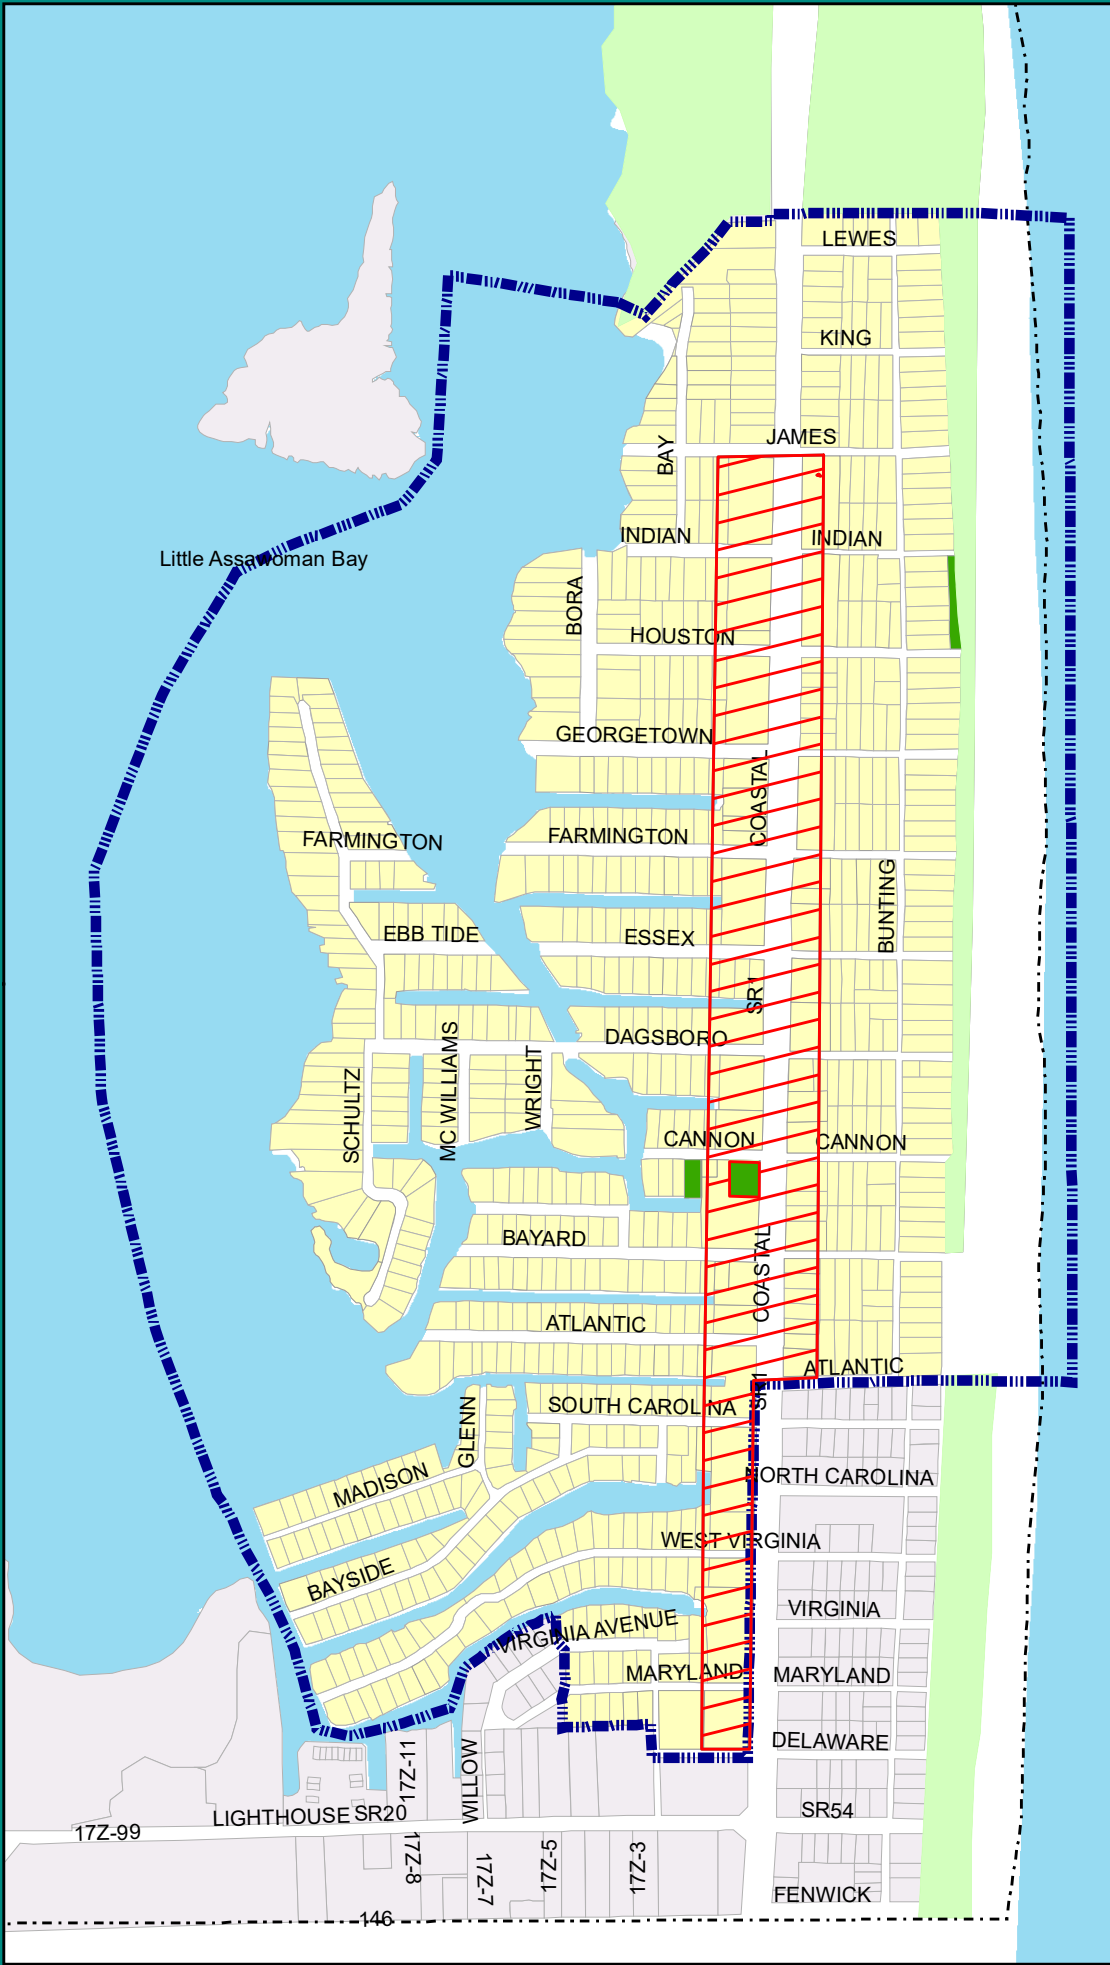 LEWES
KING
JAMES
BAY
INDIAN
INDIAN
Little Assawoman Bay
BORA
HOUSTON
GEORGETOWN
COASTAL
FARMINGTON
FARMINGTON
BUNTING
EBB TIDE
ESSEX
SR1
DAGSBORO
MC WILLIAMS
WRIGHT
SCHULTZ
CANNON
CANNON
BAYARD
COASTAL
ATLANTIC
ATLANTIC
SR1
SOUTH CAROLINA
GLENN
MADISON
NORTH CAROLINA
WEST VIRGINIA
BAYSIDE
VIRGINIA
VIRGINIA AVENUE
MARYLAND
MARYLAND
DELAWARE
17Z-11
WILLOW
LIGHTHOUSE
SR20
SR54
17Z-99
17Z-8
17Z-7
17Z-5
17Z-3
FENWICK
146